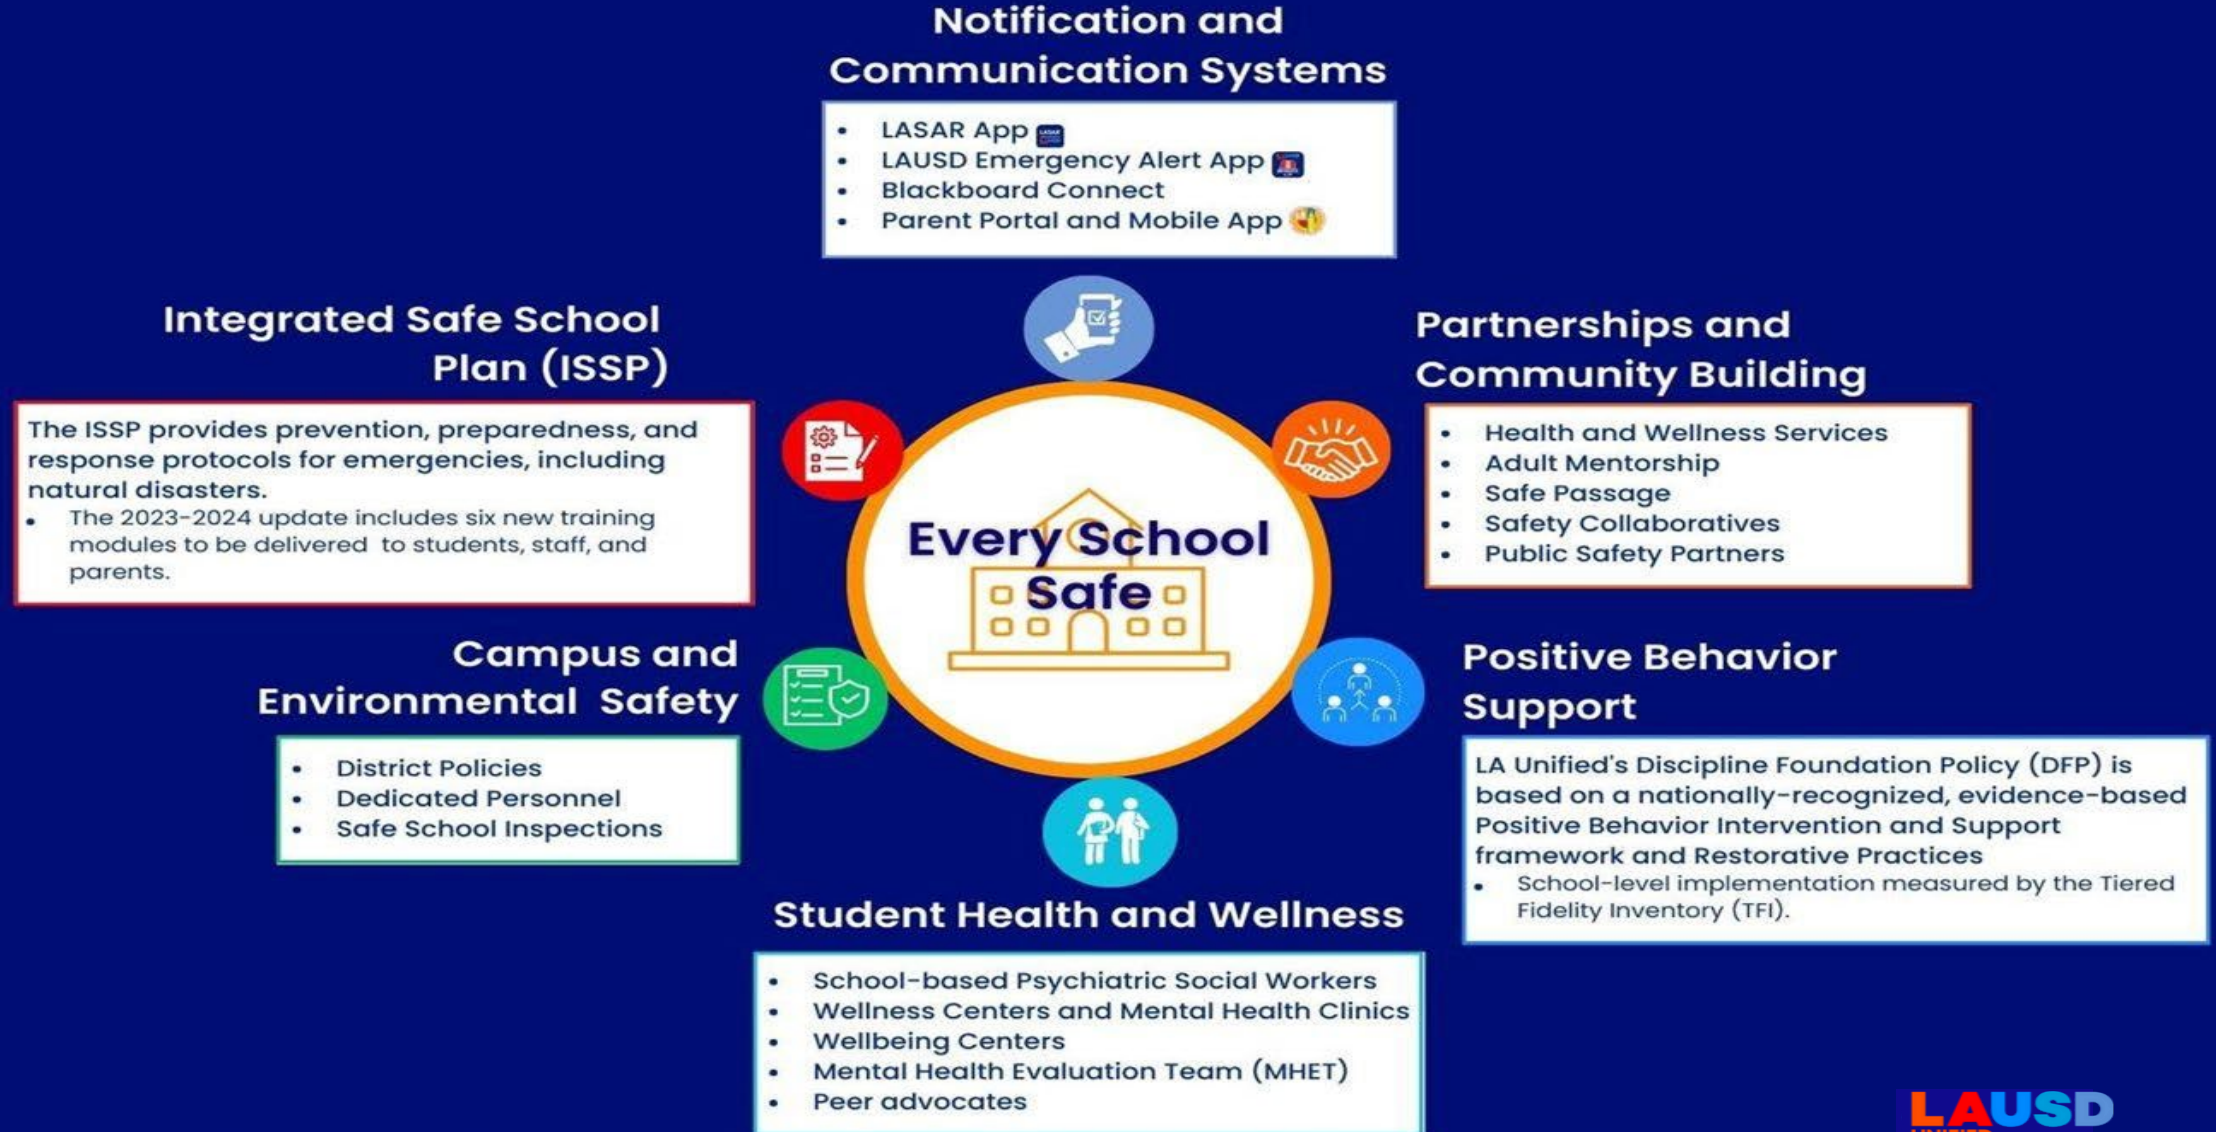 Notification and
Communication Systems
• LASAR App
• LAUSD Emergency Alert App
• Blackboard Connect
• Parent Portal and Mobile App
Integrated Safe School
Plan (ISSP)
The ISSP provides prevention, preparedness, and
response protocols for emergencies, including
natural disasters.
• The 2023-2024 update includes six new training
modules to be delivered to students, staff, and
parents.
Partnerships and
Community Building
• Health and Wellness Services
• Adult Mentorship
• Safe Passage
• Safety Collaboratives
• Public Safety Partners
Every School
Safe
Campus and
Environmental Safety
• District Policies
• Dedicated Personnel
• Safe School Inspections
Positive Behavior
Support
LA Unified's Discipline Foundation Policy (DFP) is
based on a nationally-recognized, evidence-based
Positive Behavior Intervention and Support
framework and Restorative Practices
• School-level implementation measured by the Tiered
Fidelity Inventory (TFI).
Student Health and Wellness
• School-based Psychiatric Social Workers
• Wellness Centers and Mental Health Clinics
• Wellbeing Centers
• Mental Health Evaluation Team (MHET)
• Peer advocates
LAUSD